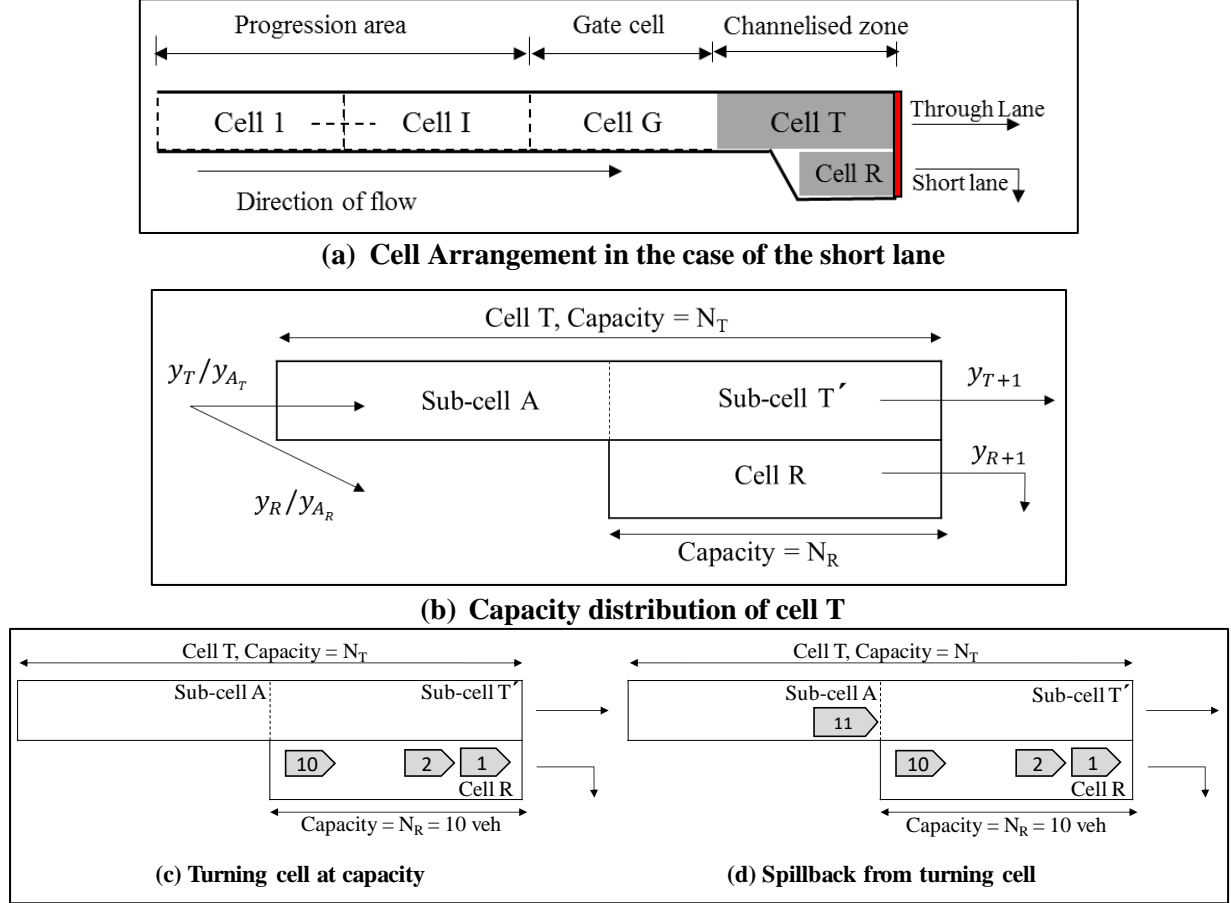 Progression area Gate cell Channelised zone
Cell 1 Cell I Cell G Cell T Through Lane
Cell R Short lane
Direction of flow
(a) Cell Arrangement in the case of the short lane
Cell T, Capacity = N_T
y_T/y_{A_T} y_{T+1}
Sub-cell A Sub-cell T´
y_{R+1}
Cell R
y_R/y_{A_R}
Capacity = N_R
(b) Capacity distribution of cell T
Cell T, Capacity = N_T Cell T, Capacity = N_T
Sub-cell A Sub-cell T´ Sub-cell A Sub-cell T´
11
10 2 1 10 2 1
Cell R Cell R
Capacity = N_R = 10 veh Capacity = N_R = 10 veh
(c) Turning cell at capacity (d) Spillback from turning cell